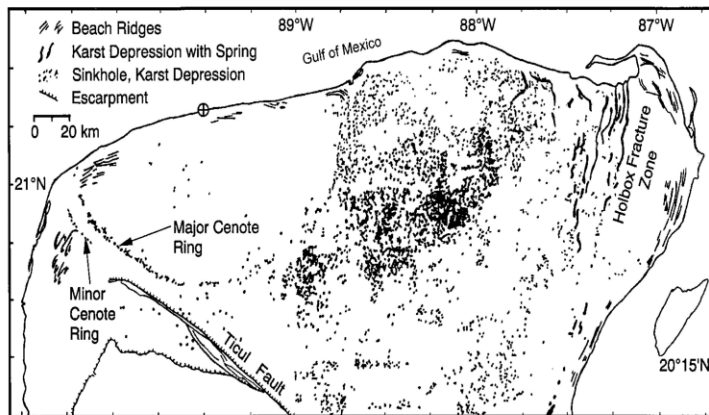 89°W
88°W
87°W
Beach Ridges
Karst Depression with Spring
Sinkhole, Karst Depression
Escarpment
0 20 km
Gulf of Mexico
21°N
Major Cenote
Ring
Minor
Cenote
Ring
Ticul Fault
Holbox Fracture
Zone
20°15'N